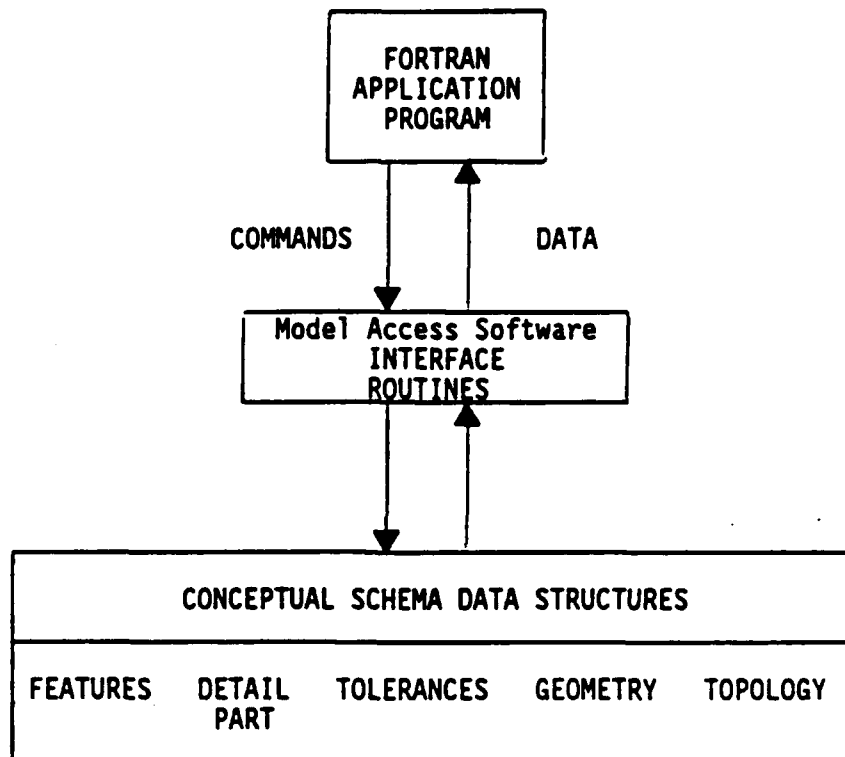 FORTRAN
APPLICATION
PROGRAM
COMMANDS DATA
Model Access Software
INTERFACE
ROUTINES
CONCEPTUAL SCHEMA DATA STRUCTURES
FEATURES DETAIL PART TOLERANCES GEOMETRY TOPOLOGY